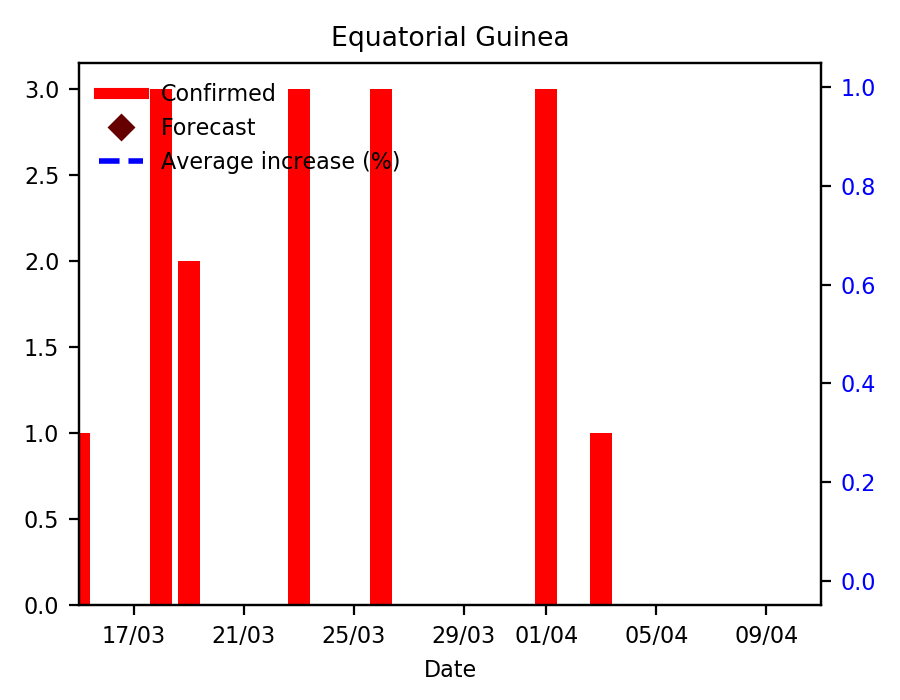 Equatorial Guinea
Confirmed
Forecast
Average increase (%)
3.0
2.5
2.0
1.5
1.0
0.5
0.0
1.0
0.8
0.6
0.4
0.2
0.0
17/03 21/03 25/03 29/03 01/04 05/04 09/04
Date